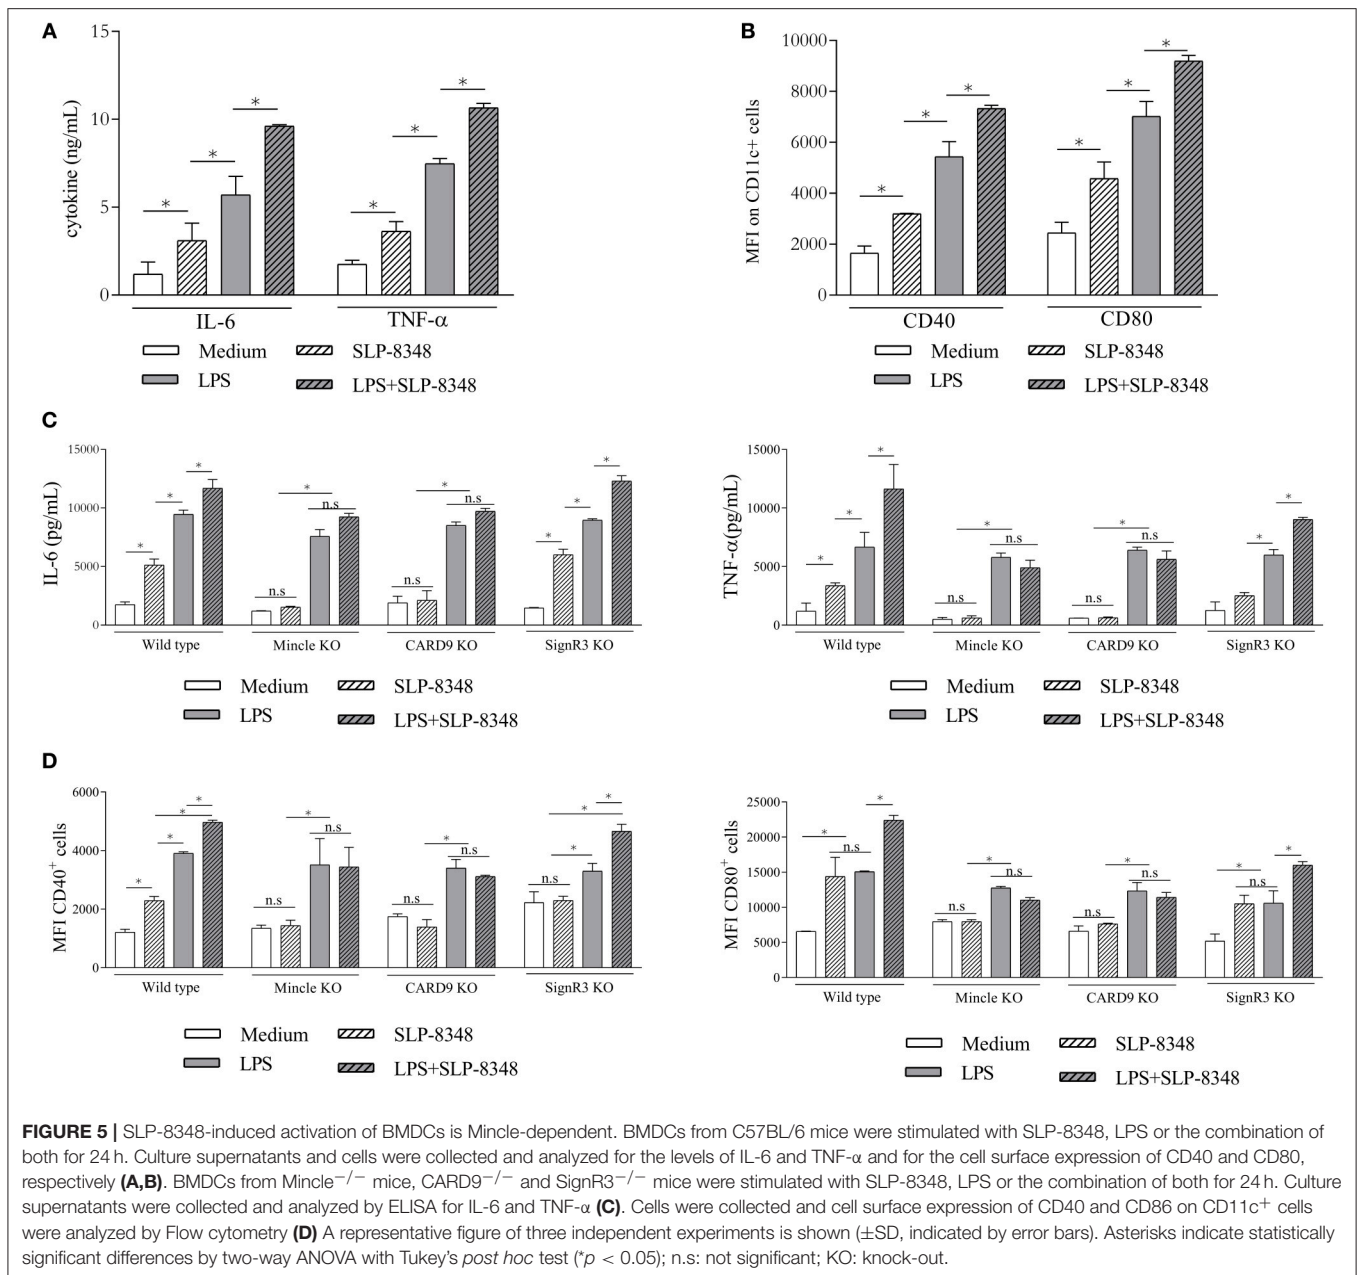 A
15
10
5
0
cytokine (ng/mL)
*
*
*
*
*
*
IL-6
TNF-α
Medium
SLP-8348
LPS
LPS+SLP-8348
B
10000
8000
6000
4000
2000
0
MFI on CD11c+ cells
*
*
*
*
*
*
CD40
CD80
Medium
SLP-8348
LPS
LPS+SLP-8348
C
15000
10000
5000
0
IL-6 (pg/mL)
*
*
*
n.s
*
n.s
n.s
*
n.s
*
*
*
Wild type
Mincle KO
CARD9 KO
SignR3 KO
Medium
SLP-8348
LPS
LPS+SLP-8348
15000
10000
5000
0
TNF-α(pg/mL)
*
*
*
n.s
*
n.s
n.s
*
n.s
*
*
Wild type
Mincle KO
CARD9 KO
SignR3 KO
Medium
SLP-8348
LPS
LPS+SLP-8348
D
6000
4000
2000
0
MFI CD40+ cells
*
*
*
*
n.s
*
n.s
n.s
*
n.s
n.s
*
*
*
Wild type
Mincle KO
CARD9 KO
SignR3 KO
Medium
SLP-8348
LPS
LPS+SLP-8348
25000
20000
15000
10000
5000
0
MFI CD80+ cells
*
n.s
*
n.s
*
n.s
n.s
*
n.s
*
n.s
*
Wild type
Mincle KO
CARD9 KO
SignR3 KO
Medium
SLP-8348
LPS
LPS+SLP-8348
FIGURE 5 | SLP-8348-induced activation of BMDCs is Mincle-dependent. BMDCs from C57BL/6 mice were stimulated with SLP-8348, LPS or the combination of
both for 24 h. Culture supernatants and cells were collected and analyzed for the levels of IL-6 and TNF-α and for the cell surface expression of CD40 and CD80,
respectively (A,B). BMDCs from Mincle−/− mice, CARD9−/− and SignR3−/− mice were stimulated with SLP-8348, LPS or the combination of both for 24 h. Culture
supernatants were collected and analyzed by ELISA for IL-6 and TNF-α (C). Cells were collected and cell surface expression of CD40 and CD86 on CD11c+ cells
were analyzed by Flow cytometry (D) A representative figure of three independent experiments is shown (±SD, indicated by error bars). Asterisks indicate statistically
significant differences by two-way ANOVA with Tukey's post hoc test (*p < 0.05); n.s: not significant; KO: knock-out.